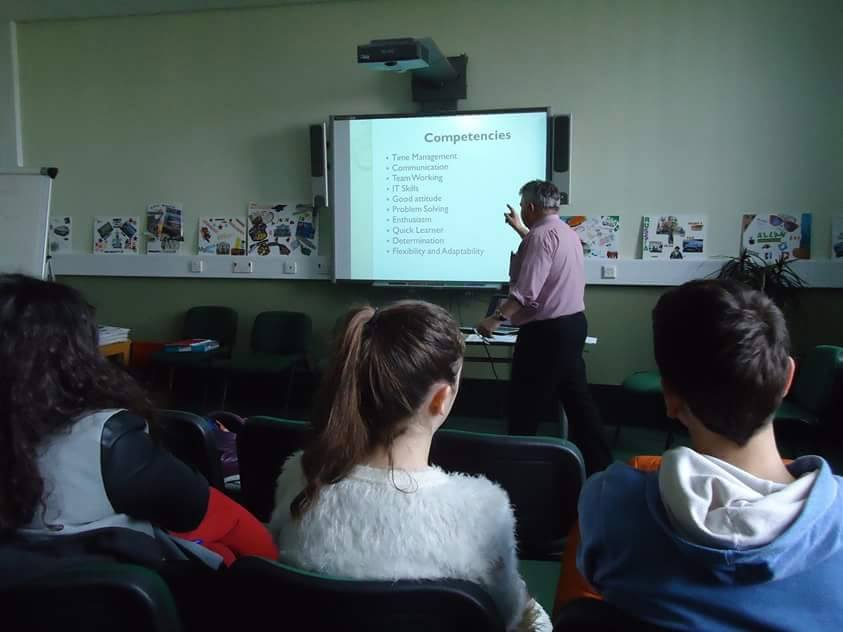 Competencies
Time Management
Communication
Team Working
IT Skills
Good attitude
Problem Solving
Enthusiasm
Quick Learner
Determination
Flexibility and Adaptability